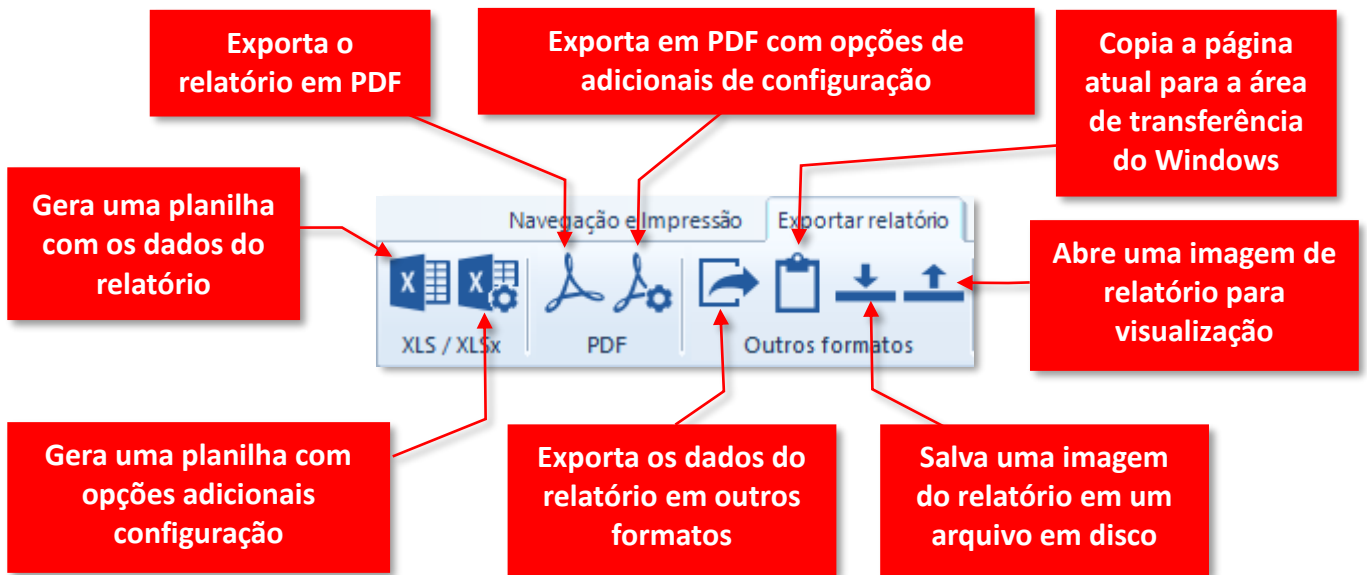 Exporta o
relatório em PDF
Exporta em PDF com opções de
adicionais de configuração
Copia a página
atual para a área
de transferência
do Windows
Gera uma planilha
com os dados do
relatório
Navegação e Impressão
Exportar relatório
XLS / XLSx
PDF
Outros formatos
Abre uma imagem de
relatório para
visualização
Gera uma planilha com
opções adicionais
configuração
Exporta os dados do
relatório em outros
formatos
Salva uma imagem
do relatório em um
arquivo em disco